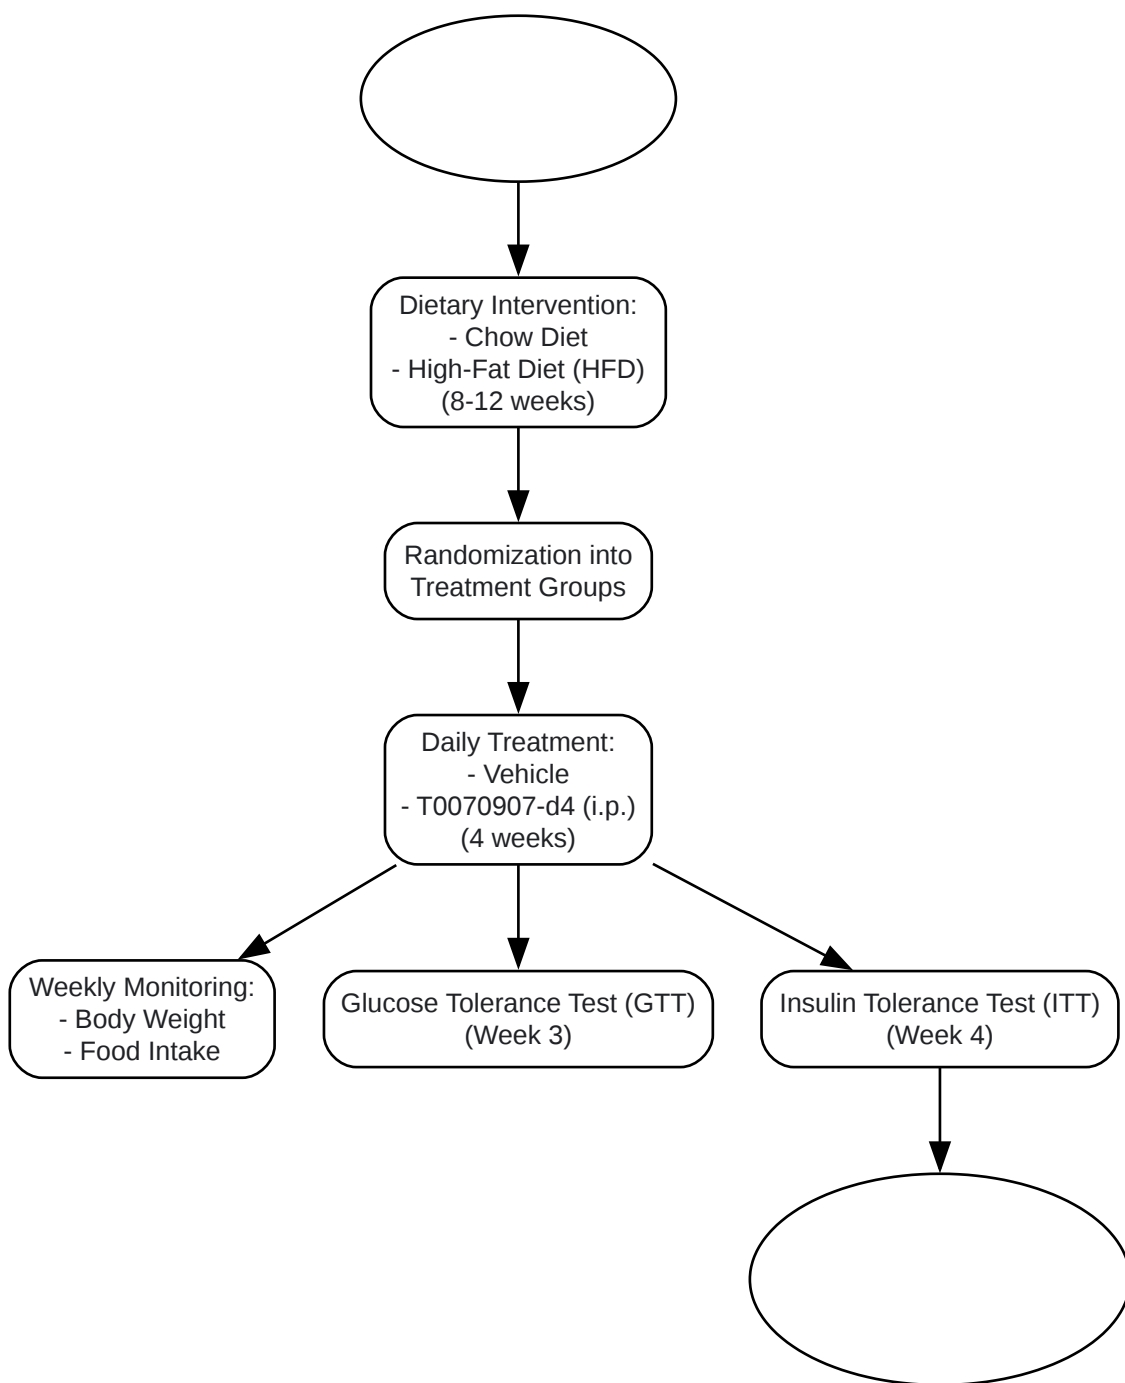 Dietary Intervention:
- Chow Diet
- High-Fat Diet (HFD)
(8-12 weeks)
Randomization into
Treatment Groups
Daily Treatment:
- Vehicle
- T0070907-d4 (i.p.)
(4 weeks)
Weekly Monitoring:
- Body Weight
- Food Intake
Glucose Tolerance Test (GTT)
(Week 3)
Insulin Tolerance Test (ITT)
(Week 4)